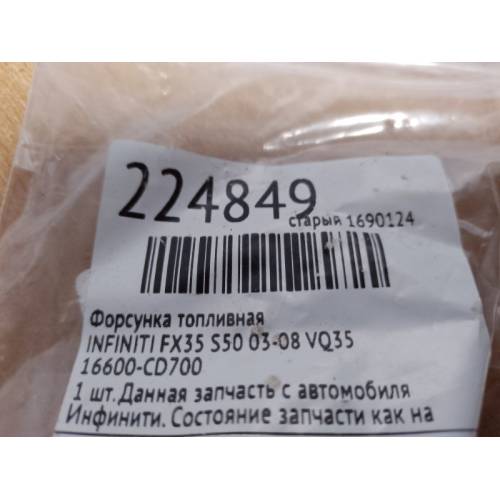 224849
старый 1690124
Форсунка топливная
INFINITI FX35 S50 03-08 VQ35
16600-CD700
1 шт. Данная запчасть с автомобиля
Инфинити. Состояние запчасти как на